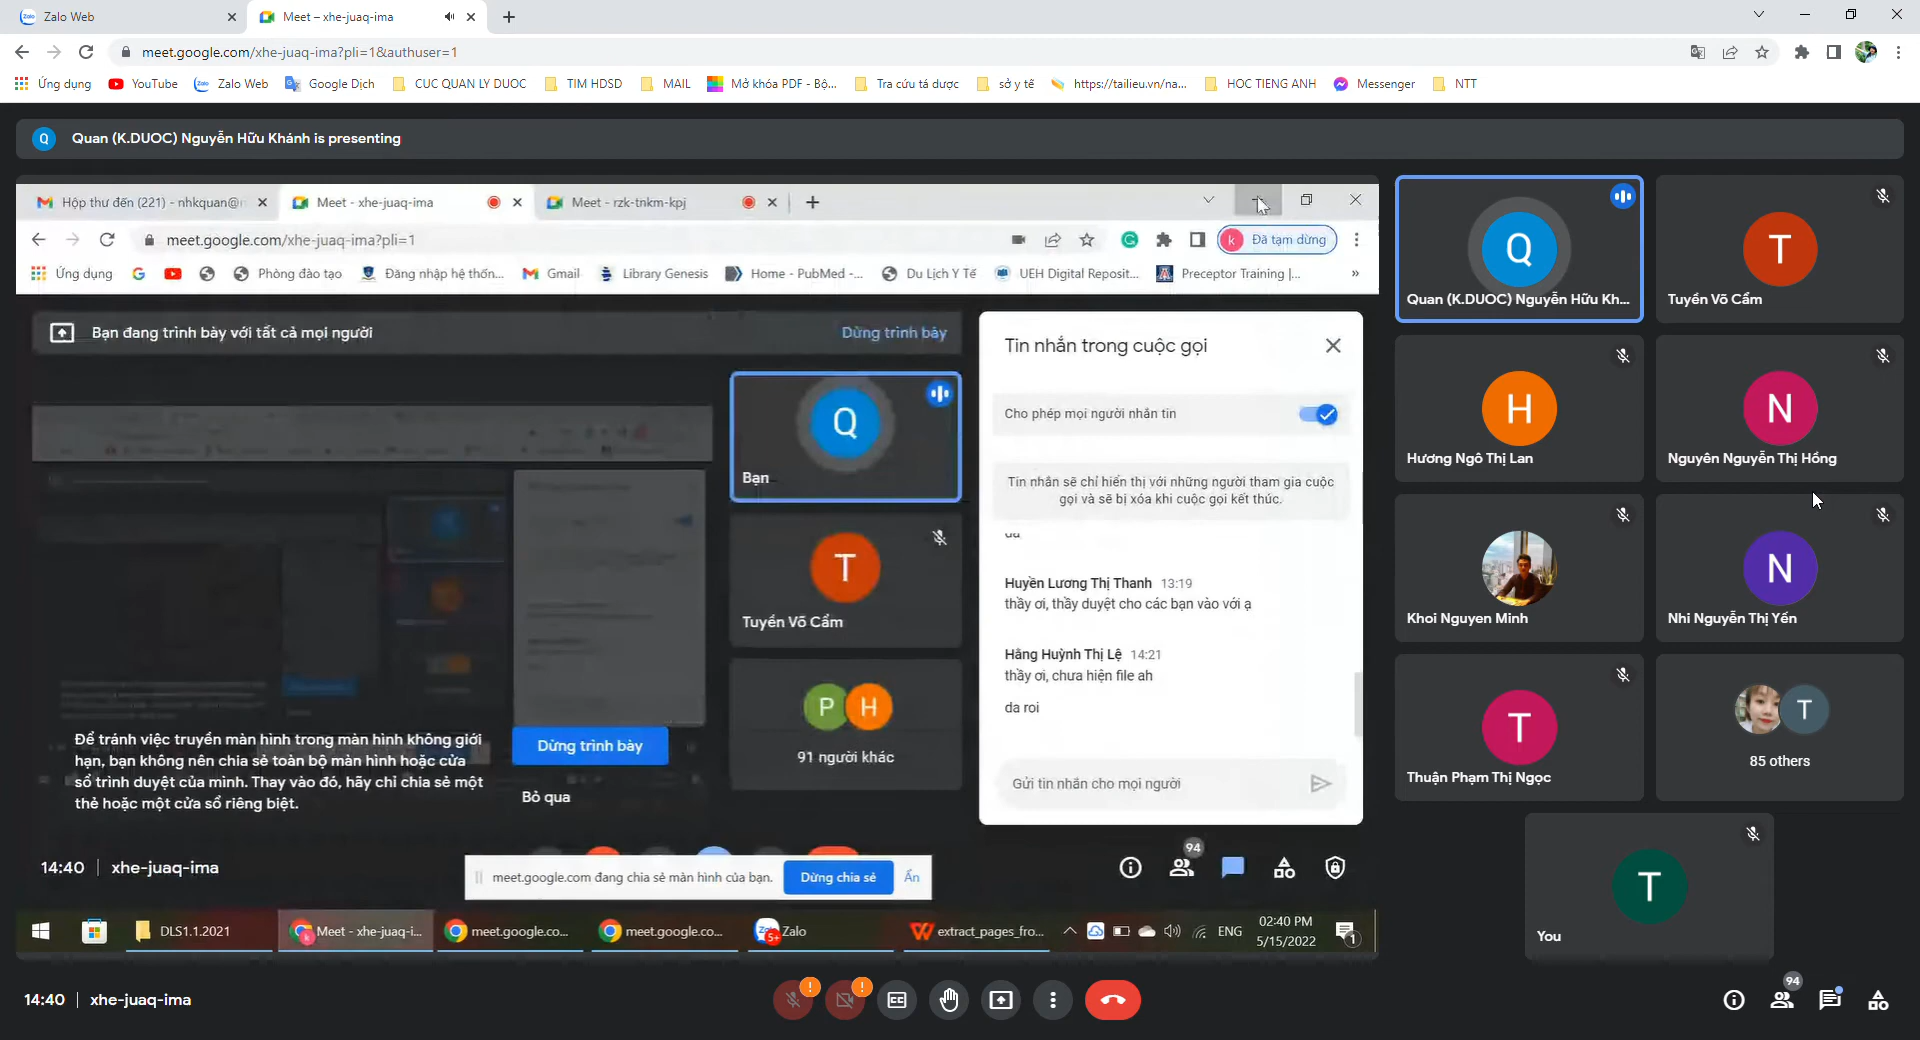 Zalo Web
Meet – xhe-juaq-ima
meet.google.com/xhe-juaq-ima?pli=1&authuser=1
Ứng dụng
YouTube
Zalo Web
Google Dịch
CUC QUAN LY DUOC
TIM HDSD
MAIL
Mở khóa PDF - Bộ...
Tra cứu tá dược
sở y tế
https://tailieu.vn/na...
HOC TIENG ANH
Messenger
NTT
Q
Quan (K.DUOC) Nguyễn Hữu Khánh is presenting
Hộp thư đến (221) - nhkquan@n
Meet - xhe-juaq-ima
Meet - rzk-tnkm-kpj
meet.google.com/xhe-juaq-ima?pli=1
k
Đã tạm dừng
Ứng dụng
Phòng đào tạo
Đăng nhập hệ thốn...
Gmail
Library Genesis
Home - PubMed -...
Du Lịch Y Tế
UEH Digital Reposit...
Preceptor Training |...
»
Bạn đang trình bày với tất cả mọi người
Dừng trình bày
Q
Bạn
T
Tuyền Võ Cẩm
P
H
91 người khác
Để tránh việc truyền màn hình trong màn hình không giới
hạn, bạn không nên chia sẻ toàn bộ màn hình hoặc cửa
sổ trình duyệt của mình. Thay vào đó, hãy chỉ chia sẻ một
thẻ hoặc một cửa sổ riêng biệt.
Dừng trình bày
Bỏ qua
Tin nhắn trong cuộc gọi
Cho phép mọi người nhắn tin
Tin nhắn sẽ chỉ hiển thị với những người tham gia cuộc
gọi và sẽ bị xóa khi cuộc gọi kết thúc.
Huyền Lương Thị Thanh 13:19
thầy ơi, thầy duyệt cho các bạn vào với ạ
Hằng Huỳnh Thị Lệ 14:21
thầy ơi, chưa hiện file ah
da roi
Gửi tin nhắn cho mọi người
14:40 | xhe-juaq-ima
meet.google.com đang chia sẻ màn hình của bạn.
Dừng chia sẻ
Ẩn
94
DLS1.1.2021
Meet - xhe-juaq-i...
meet.google.co...
meet.google.co...
5+
Zalo
extract_pages_fro...
ENG
02:40 PM
5/15/2022
1
Q
Quan (K.DUOC) Nguyễn Hữu Kh...
T
Tuyền Võ Cẩm
H
Hương Ngô Thị Lan
N
Nguyên Nguyễn Thị Hồng
Khoi Nguyen Minh
N
Nhi Nguyễn Thị Yến
T
Thuận Phạm Thị Ngọc
T
85 others
T
You
14:40 | xhe-juaq-ima
!
!
CC
94